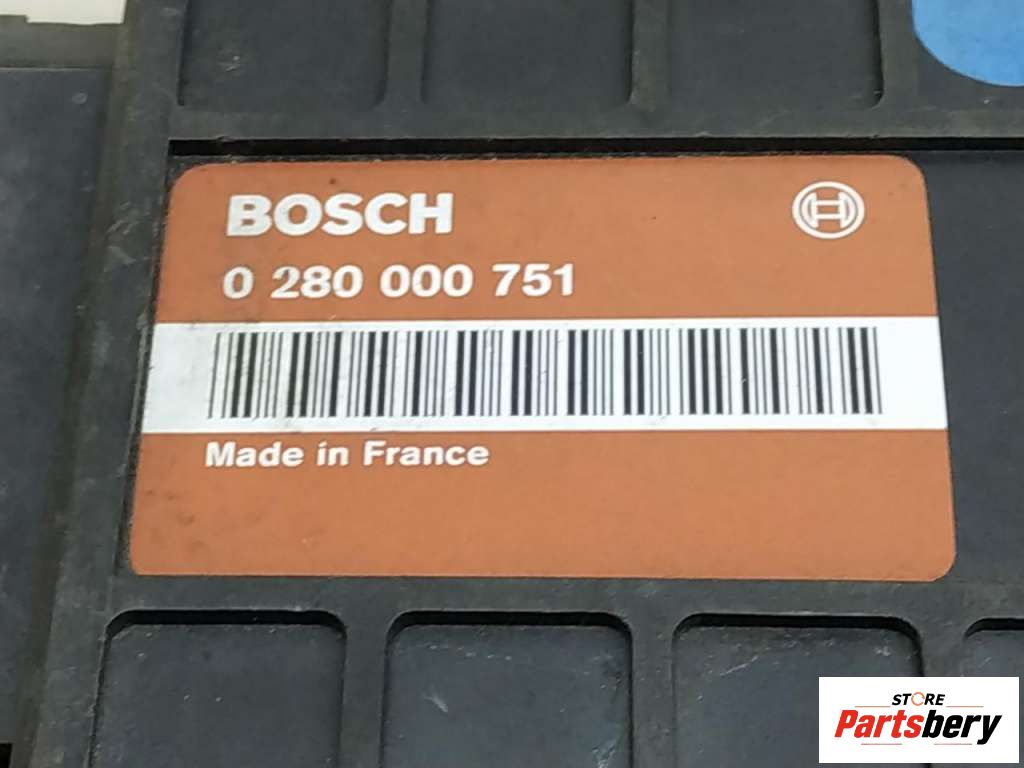 BOSCH
0 280 000 751
Made in France
STORE
Partsbery